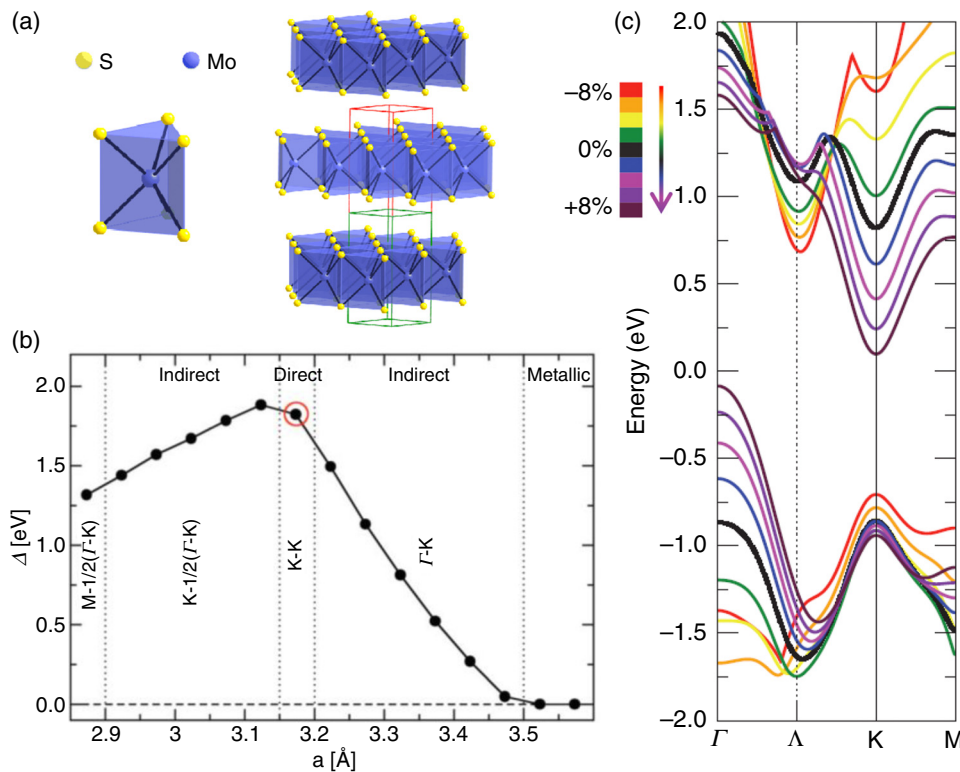 (a)
S
Mo
(b)
Indirect
Direct
Indirect
Metallic
2.0
1.5
1.0
0.5
0.0
Δ [eV]
M-1/2(Γ-K)
K-1/2(Γ-K)
K-K
Γ-K
2.9
3
3.1
3.2
3.3
3.4
3.5
a [Å]
(c)
–8%
0%
+8%
2.0
1.5
1.0
0.5
0.0
−0.5
−1.0
−1.5
−2.0
Energy (eV)
Γ
Λ
K
M